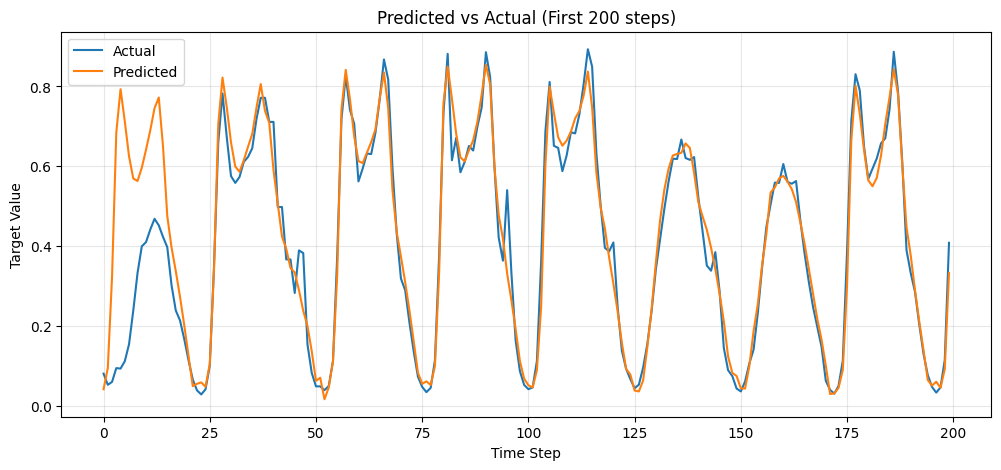 Predicted vs Actual (First 200 steps)
Actual
Predicted
Target Value
0.8
0.6
0.4
0.2
0.0
0 25 50 75 100 125 150 175 200
Time Step